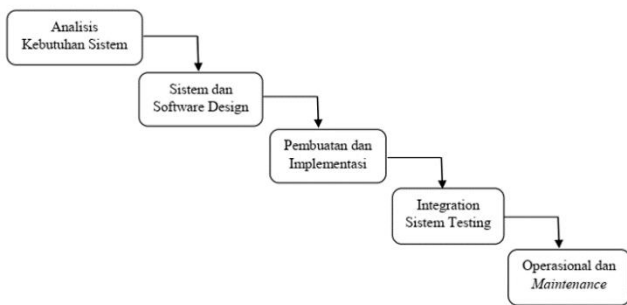 Analisis
Kebutuhan Sistem
Sistem dan
Software Design
Pembuatan dan
Implementasi
Integration
Sistem Testing
Operasional dan
Maintenance